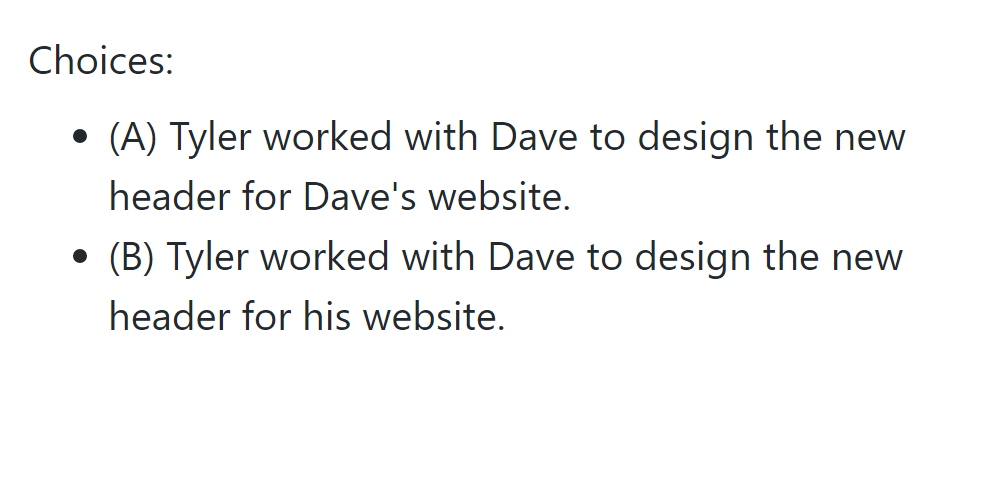 Choices:
• (A) Tyler worked with Dave to design the new
header for Dave's website.
• (B) Tyler worked with Dave to design the new
header for his website.